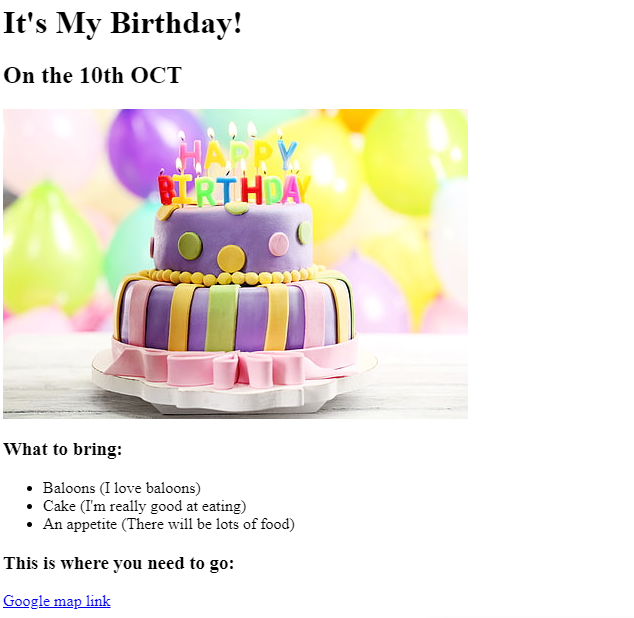 It's My Birthday!
On the 10th OCT
HAPPY
BIRTHDAY
What to bring:
Baloons (I love baloons)
Cake (I'm really good at eating)
An appetite (There will be lots of food)
This is where you need to go:
Google map link